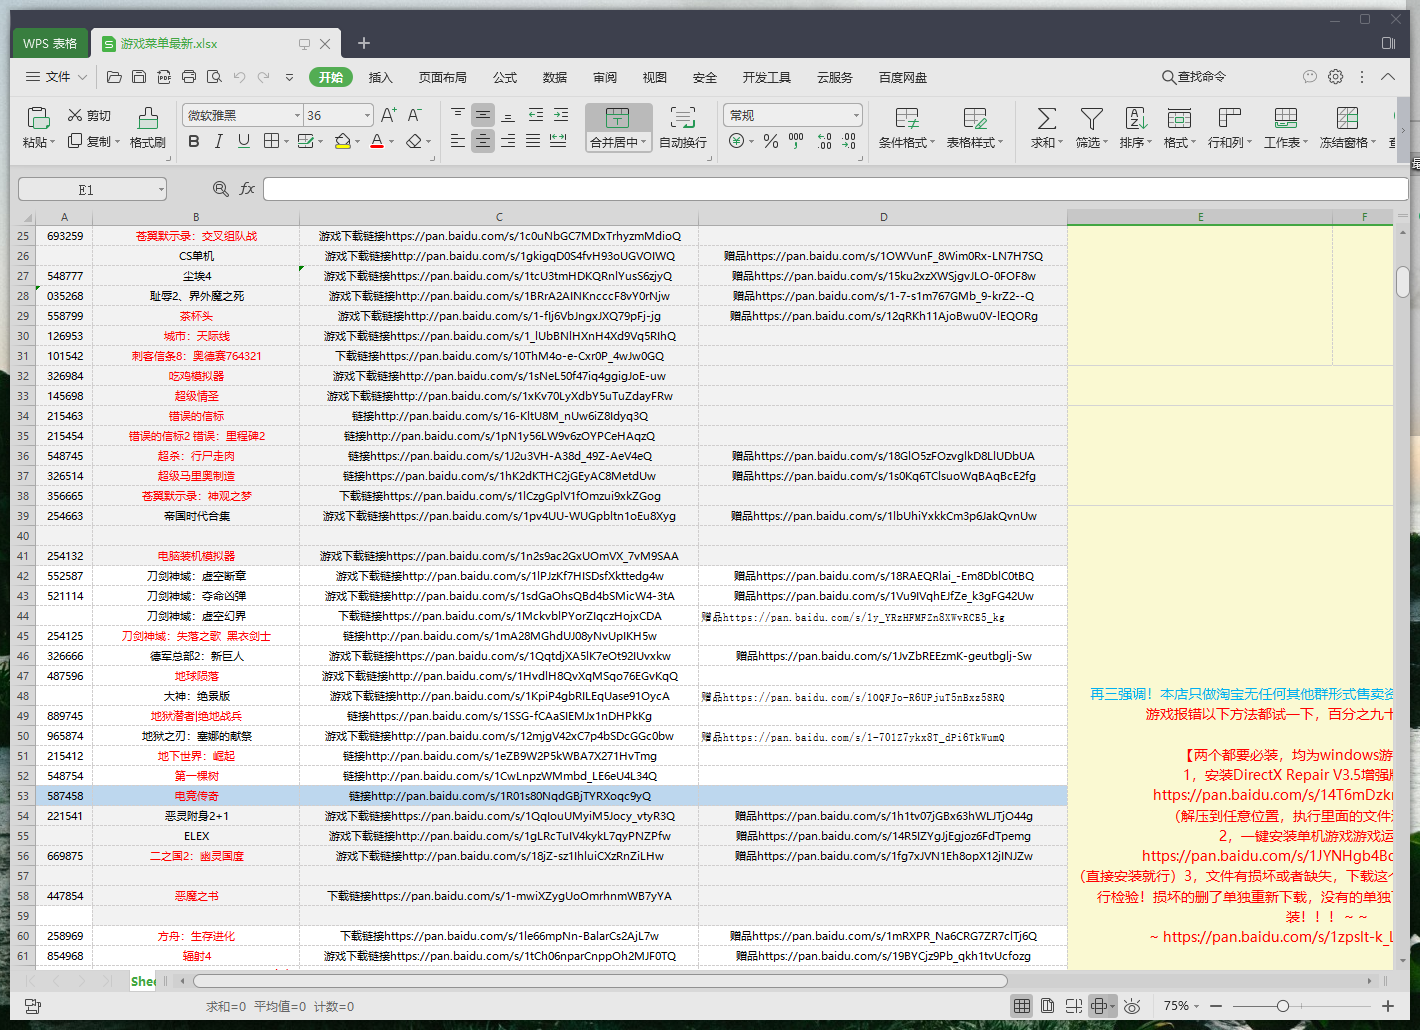 WPS 表格 游戏菜单最新.xlsx
文件 开始 插入 页面布局 公式 数据 审阅 视图 安全 开发工具 云服务 百度网盘 查找命令
粘贴 剪切 复制 格式刷 微软雅黑 36 合并居中 自动换行 常规 条件格式 表格样式 求和 筛选 排序 格式 行和列 工作表 冻结窗格
E1 fx
A B C D E F
25 693259 苍翼默示录：交叉组队战 游戏下载链接https://pan.baidu.com/s/1c0uNbGC7MDxTrhyzmMdioQ
26 CS单机 游戏下载链接http://pan.baidu.com/s/1gkigqD0S4fvH93oUGVOIWQ 赠品https://pan.baidu.com/s/1OWVunF_8Wim0Rx-LN7H7SQ
27 548777 尘埃4 游戏下载链接https://pan.baidu.com/s/1tcU3tmHDKQRnlYusS6zjyQ 赠品https://pan.baidu.com/s/15ku2xzXWSjgvJLO-0FOF8w
28 035268 耻辱2、界外魔之死 游戏下载链接http://pan.baidu.com/s/1BRrA2AINKncccF8vY0rNjw 赠品https://pan.baidu.com/s/1-7-s1m767GMb_9-krZ2--Q
29 558799 茶杯头 游戏下载链接http://pan.baidu.com/s/1-fIj6VbJngxJXQ79pFj-jg 赠品https://pan.baidu.com/s/12qRKh11AjoBwu0V-lEQORg
30 126953 城市：天际线 游戏下载链接https://pan.baidu.com/s/1_lUbBNlHXnH4Xd9Vq5RIhQ
31 101542 刺客信条8：奥德赛764321 下载链接https://pan.baidu.com/s/10ThM4o-e-Cxr0P_4wJw0GQ
32 326984 吃鸡模拟器 游戏下载链接http://pan.baidu.com/s/1sNeL50f47iq4ggigJoE-uw
33 145698 超级情圣 游戏下载链接https://pan.baidu.com/s/1xKv70LyXdbY5uTuZdayFRw
34 215463 错误的信标 链接http://pan.baidu.com/s/16-KltU8M_nUw6iZ8Idyq3Q
35 215454 错误的信标2 错误：里程碑2 链接http://pan.baidu.com/s/1pN1y56LW9v6zOYPCeHAqzQ
36 548745 超杀：行尸走肉 链接https://pan.baidu.com/s/1J2u3VH-A38d_49Z-AeV4eQ 赠品https://pan.baidu.com/s/18GlO5zFOzvglkD8LlUDbUA
37 326514 超级马里奥制造 链接https://pan.baidu.com/s/1hK2dKTHC2jGEyAC8MetdUw 赠品https://pan.baidu.com/s/1s0Kq6TClsuoWqBAqBcE2fg
38 356665 苍翼默示录：神观之梦 下载链接https://pan.baidu.com/s/1lCzgGplV1fOmzui9xkZGog
39 254663 帝国时代合集 游戏下载链接https://pan.baidu.com/s/1pv4UU-WUGpbltn1oEu8Xyg 赠品https://pan.baidu.com/s/1lbUhiYxkkCm3p6JakQvnUw
40
41 254132 电脑装机模拟器 游戏下载链接https://pan.baidu.com/s/1n2s9ac2GxUOmVX_7vM9SAA
42 552587 刀剑神域：虚空断章 游戏下载链接http://pan.baidu.com/s/1lPJzKf7HISDsfXkttedg4w 赠品https://pan.baidu.com/s/18RAEQRlai_-Em8DblC0tBQ
43 521114 刀剑神域：夺命凶弹 游戏下载链接https://pan.baidu.com/s/1sdGaOhsQBd4bSMicW4-3tA 赠品https://pan.baidu.com/s/1Vu9IVqhEJfZe_k3gFG42Uw
44 刀剑神域：虚空幻界 下载链接https://pan.baidu.com/s/1MckvblPYorZIqczHojxCDA 赠品https://pan.baidu.com/s/1y_YRzHFMFZn8XWvRCE5_kg
45 254125 刀剑神域：失落之歌 黑衣剑士 链接http://pan.baidu.com/s/1mA28MGhdUJ08yNvUpIKH5w
46 326666 德军总部2：新巨人 游戏下载链接http://pan.baidu.com/s/1QqtdjXA5lK7eOt92IUvxkw 赠品https://pan.baidu.com/s/1JvZbREEzmK-geutbglj-Sw
47 487596 地球陨落 游戏下载链接http://pan.baidu.com/s/1HvdlH8QvXqMSqo76EGvKqQ
48 大神：绝景版 游戏下载链接https://pan.baidu.com/s/1KpiP4gbRILEqUase91OycA 赠品https://pan.baidu.com/s/10QFJo-R6UPjuT5nBxz5SRQ
49 889745 地狱潜者|绝地战兵 链接https://pan.baidu.com/s/1SSG-fCAaSIEMJx1nDHPkKg
50 965874 地狱之刃：塞娜的献祭 游戏下载链接https://pan.baidu.com/s/12mjgV42xC7p4bSDcGGc0bw 赠品https://pan.baidu.com/s/1-701Z7ykx8T_dPi6TkWumQ
51 215412 地下世界：崛起 链接https://pan.baidu.com/s/1eZB9W2P5kWBA7X271HvTmg
52 548754 第一棵树 链接https://pan.baidu.com/s/1CwLnpzWMmbd_LE6eU4L34Q
53 587458 电竞传奇 链接http://pan.baidu.com/s/1R01s80NqdGBjTYRXoqc9yQ
54 221541 恶灵附身2+1 游戏下载链接https://pan.baidu.com/s/1QqIouUMyiM5Jocy_vtyR3Q 赠品https://pan.baidu.com/s/1h1tv07jGBx63hWLJTjO44g
55 ELEX 游戏下载链接http://pan.baidu.com/s/1gLRcTuIV4kykL7qyPNZPfw 赠品https://pan.baidu.com/s/14R5IZYgJjEgjoz6FdTpemg
56 669875 二之国2：幽灵国度 游戏下载链接http://pan.baidu.com/s/18jZ-sz1IhluiCXzRnZiLHw 赠品https://pan.baidu.com/s/1fg7xJVN1Eh8opX12jINJZw
57
58 447854 恶魔之书 下载链接https://pan.baidu.com/s/1-mwiXZygUoOmrhnmWB7yYA
59
60 258969 方舟：生存进化 下载链接https://pan.baidu.com/s/1le66mpNn-BalarCs2AjL7w 赠品https://pan.baidu.com/s/1mRXPR_Na6CRG7ZR7clTj6Q
61 854968 辐射4 游戏下载链接https://pan.baidu.com/s/1tCh06nparCnppOh2MJF0TQ 赠品https://pan.baidu.com/s/19BYCjz9Pb_qkh1tvUcfozg
再三强调！本店只做淘宝无任何其他群形式售卖资
游戏报错以下方法都试一下，百分之九十
【两个都要必装，均为windows游
1，安装DirectX Repair V3.5增强版
https://pan.baidu.com/s/14T6mDzk
（解压到任意位置，执行里面的文件
2，一键安装单机游戏游戏运
https://pan.baidu.com/s/1JYNHgb4Bc
（直接安装就行）3，文件有损坏或者缺失，下载这个
行检验！损坏的删了单独重新下载，没有的单独
装！！！~ ~
~ https://pan.baidu.com/s/1zpslt-k_L
Shee
求和=0 平均值=0 计数=0 75%